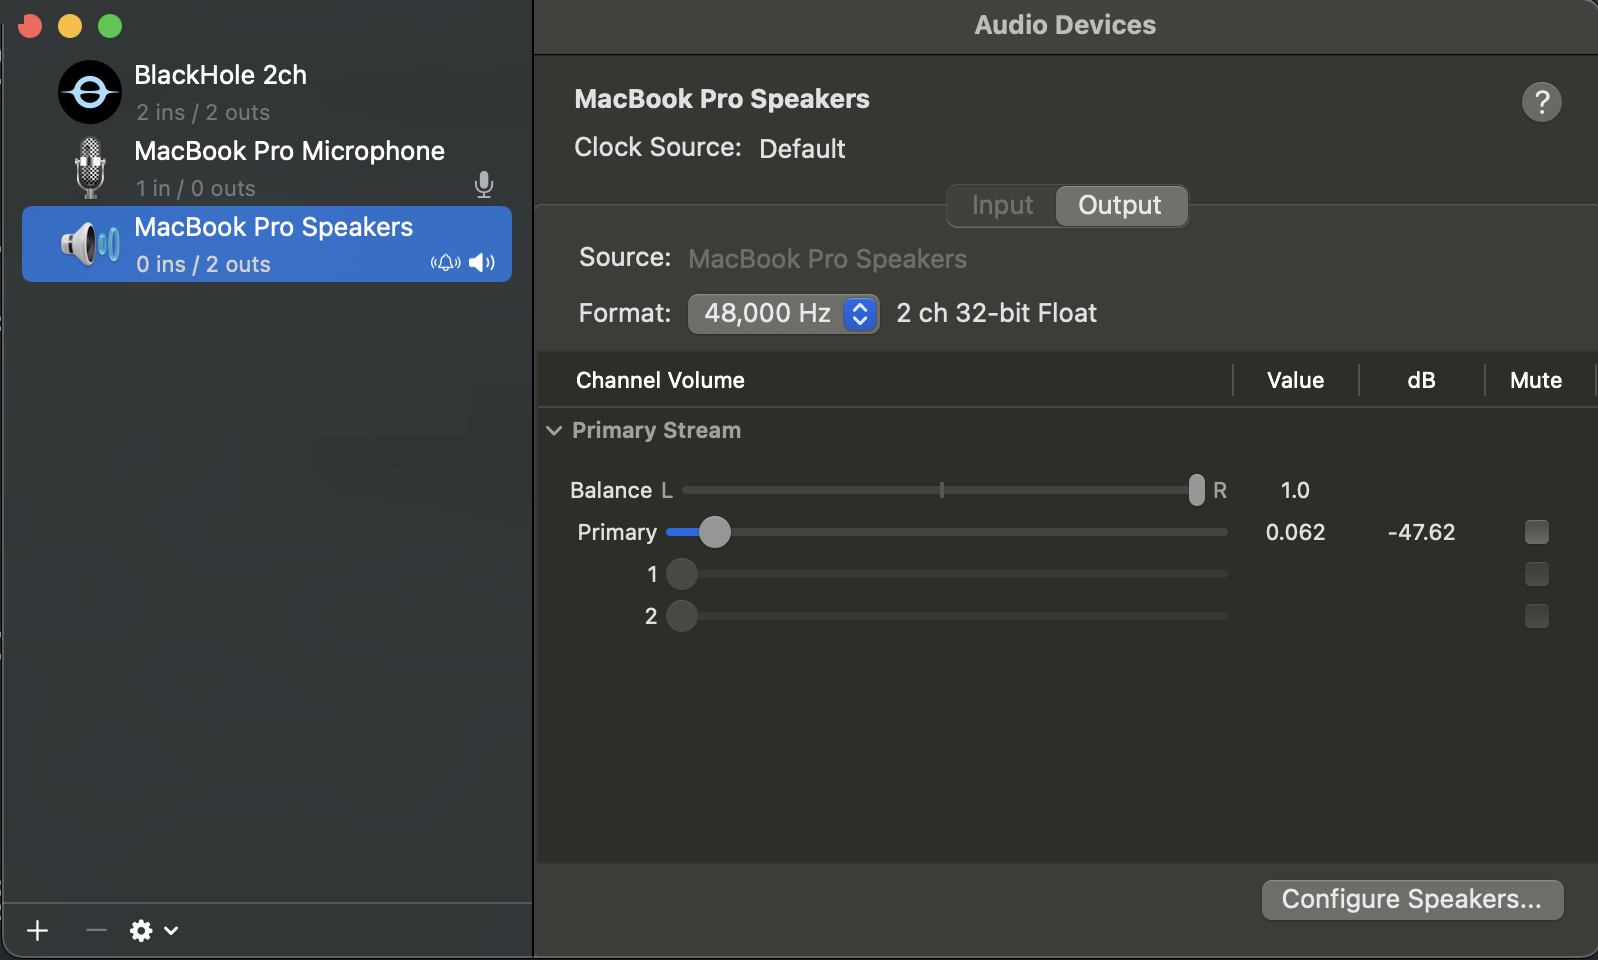 Audio Devices
BlackHole 2ch
2 ins / 2 outs
MacBook Pro Microphone
1 in / 0 outs
MacBook Pro Speakers
0 ins / 2 outs
MacBook Pro Speakers
?
Clock Source: Default
Input Output
Source: MacBook Pro Speakers
Format: 48,000 Hz 2 ch 32-bit Float
Channel Volume Value dB Mute
Primary Stream
Balance L R 1.0
Primary 0.062 -47.62
1
2
Configure Speakers...